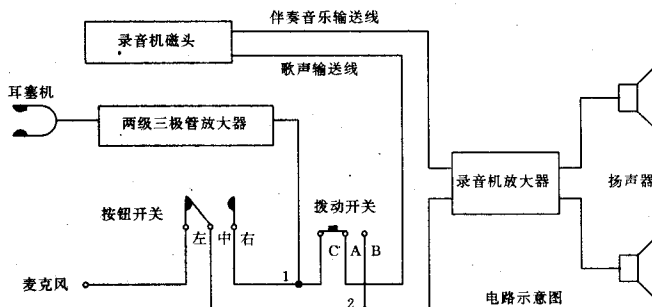 伴奏音乐输送线
录音机磁头
歌声输送线
耳塞机
两级三极管放大器
录音机放大器
扬声器
按钮开关
拨动开关
左 中 右
C A B
1
麦克风
2
电路示意图